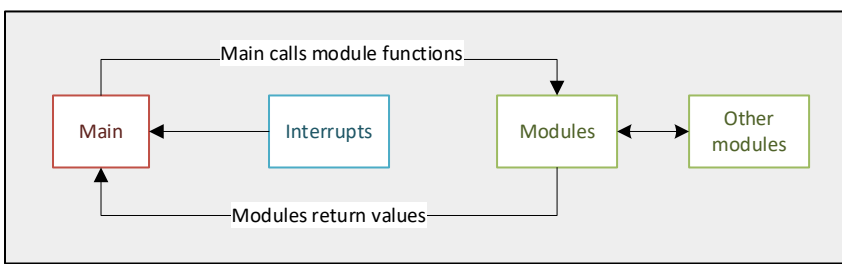 Main calls module functions
Main
Interrupts
Modules
Other
modules
Modules return values